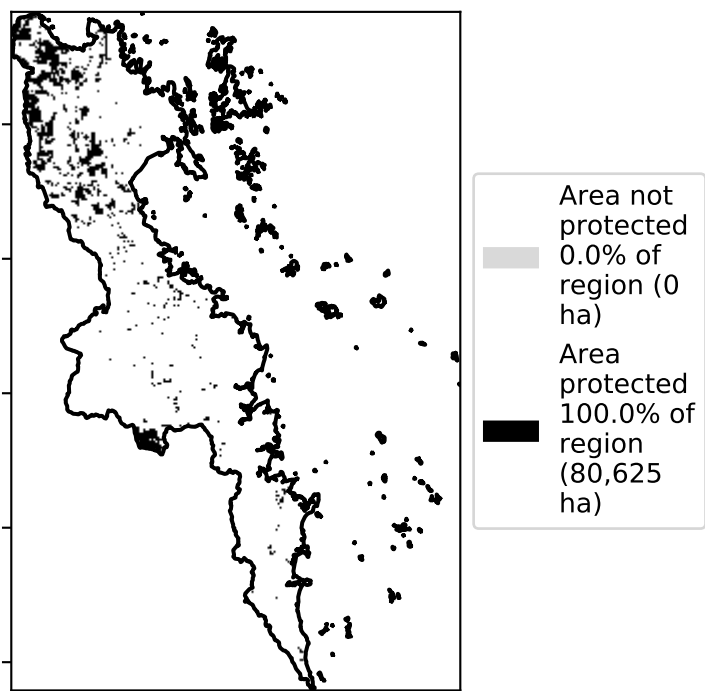 Area not
protected
0.0% of
region (0
ha)
Area
protected
100.0% of
region
(80,625
ha)